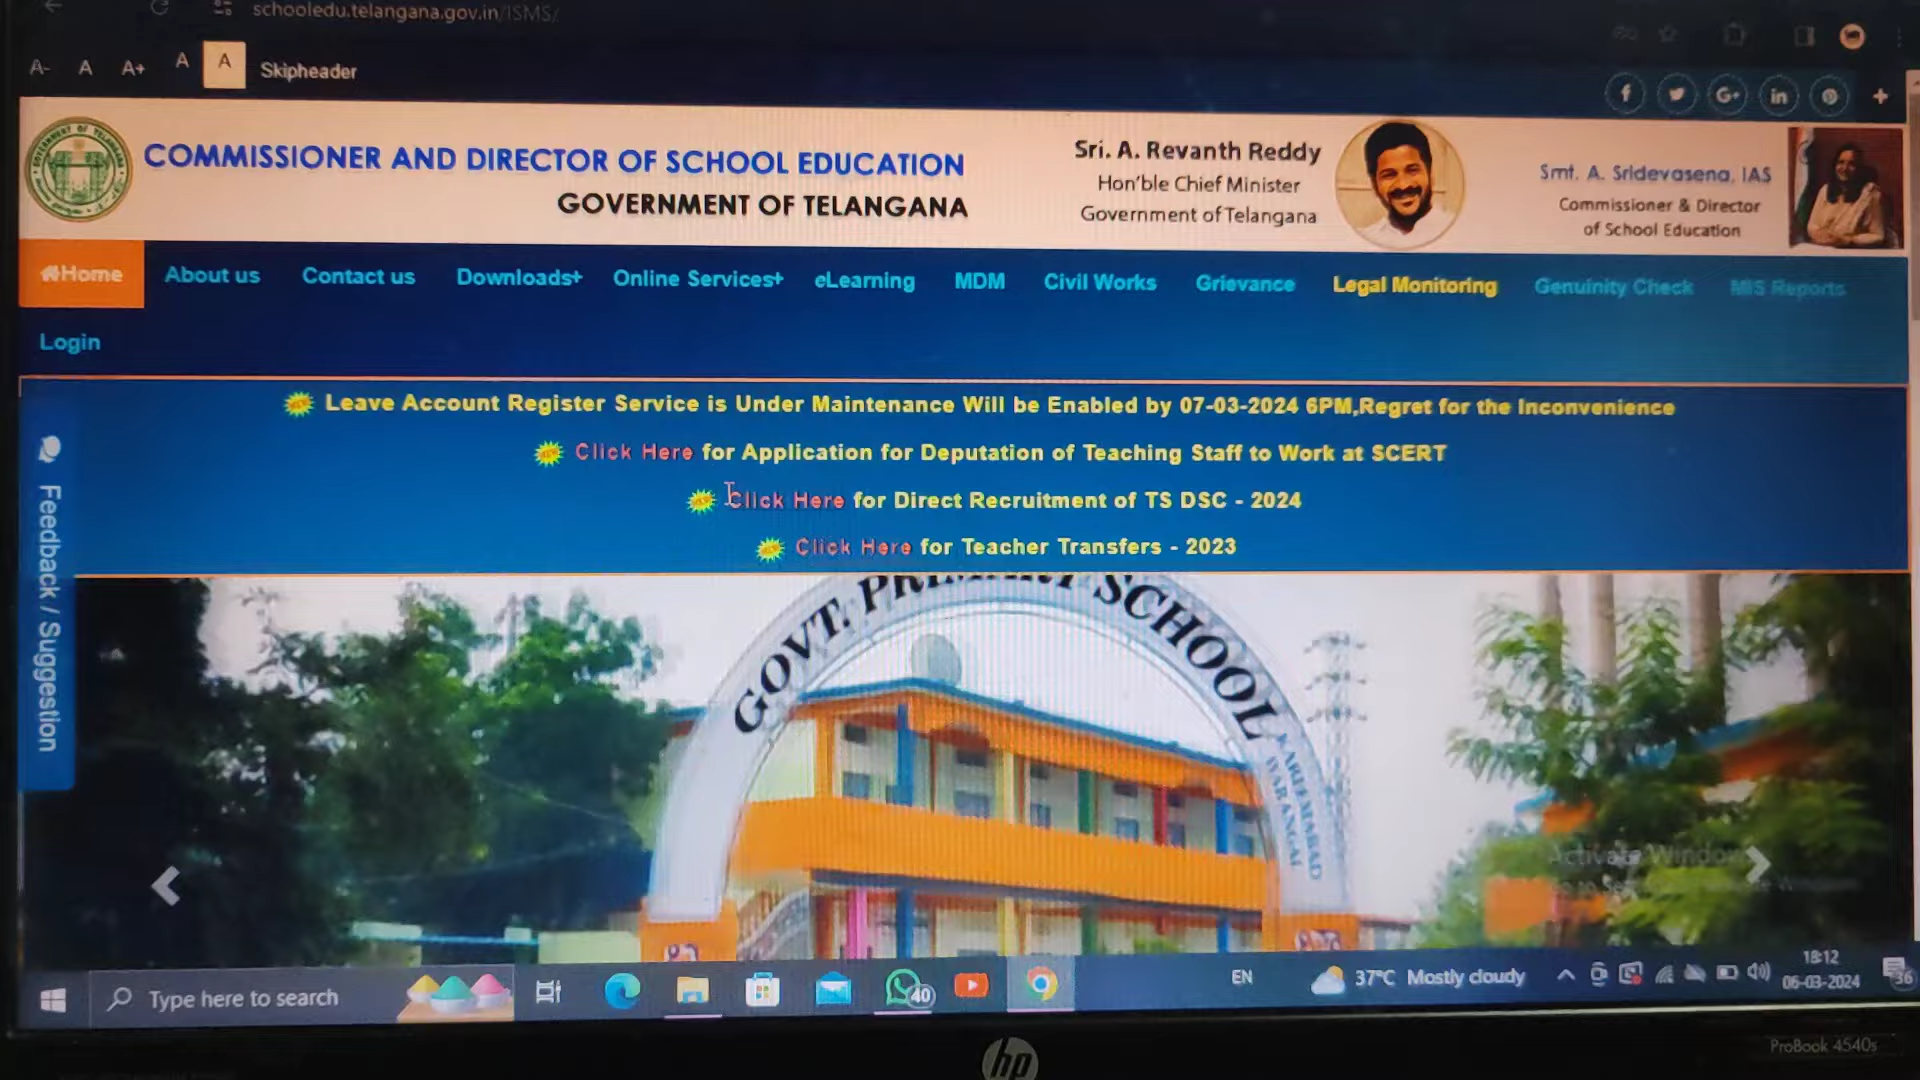 schooledu.telangana.gov.in/ISMS/
A- A A+ A A Skipheader
COMMISSIONER AND DIRECTOR OF SCHOOL EDUCATION
GOVERNMENT OF TELANGANA
Sri. A. Revanth Reddy
Hon'ble Chief Minister
Government of Telangana
Smt. A. Sridevasena, IAS
Commissioner & Director
of School Education
Home About us Contact us Downloads+ Online Services+ eLearning MDM Civil Works Grievance Legal Monitoring Genuinity Check MIS Reports
Login
Leave Account Register Service is Under Maintenance Will be Enabled by 07-03-2024 6PM,Regret for the Inconvenience
Click Here for Application for Deputation of Teaching Staff to Work at SCERT
Click Here for Direct Recruitment of TS DSC - 2024
Click Here for Teacher Transfers - 2023
Feedback / Suggestion
GOVT. PRIMARY SCHOOL
Activate Windows
Type here to search
40
EN
37°C Mostly cloudy
18:12
06-03-2024
36
hp
ProBook 4540s